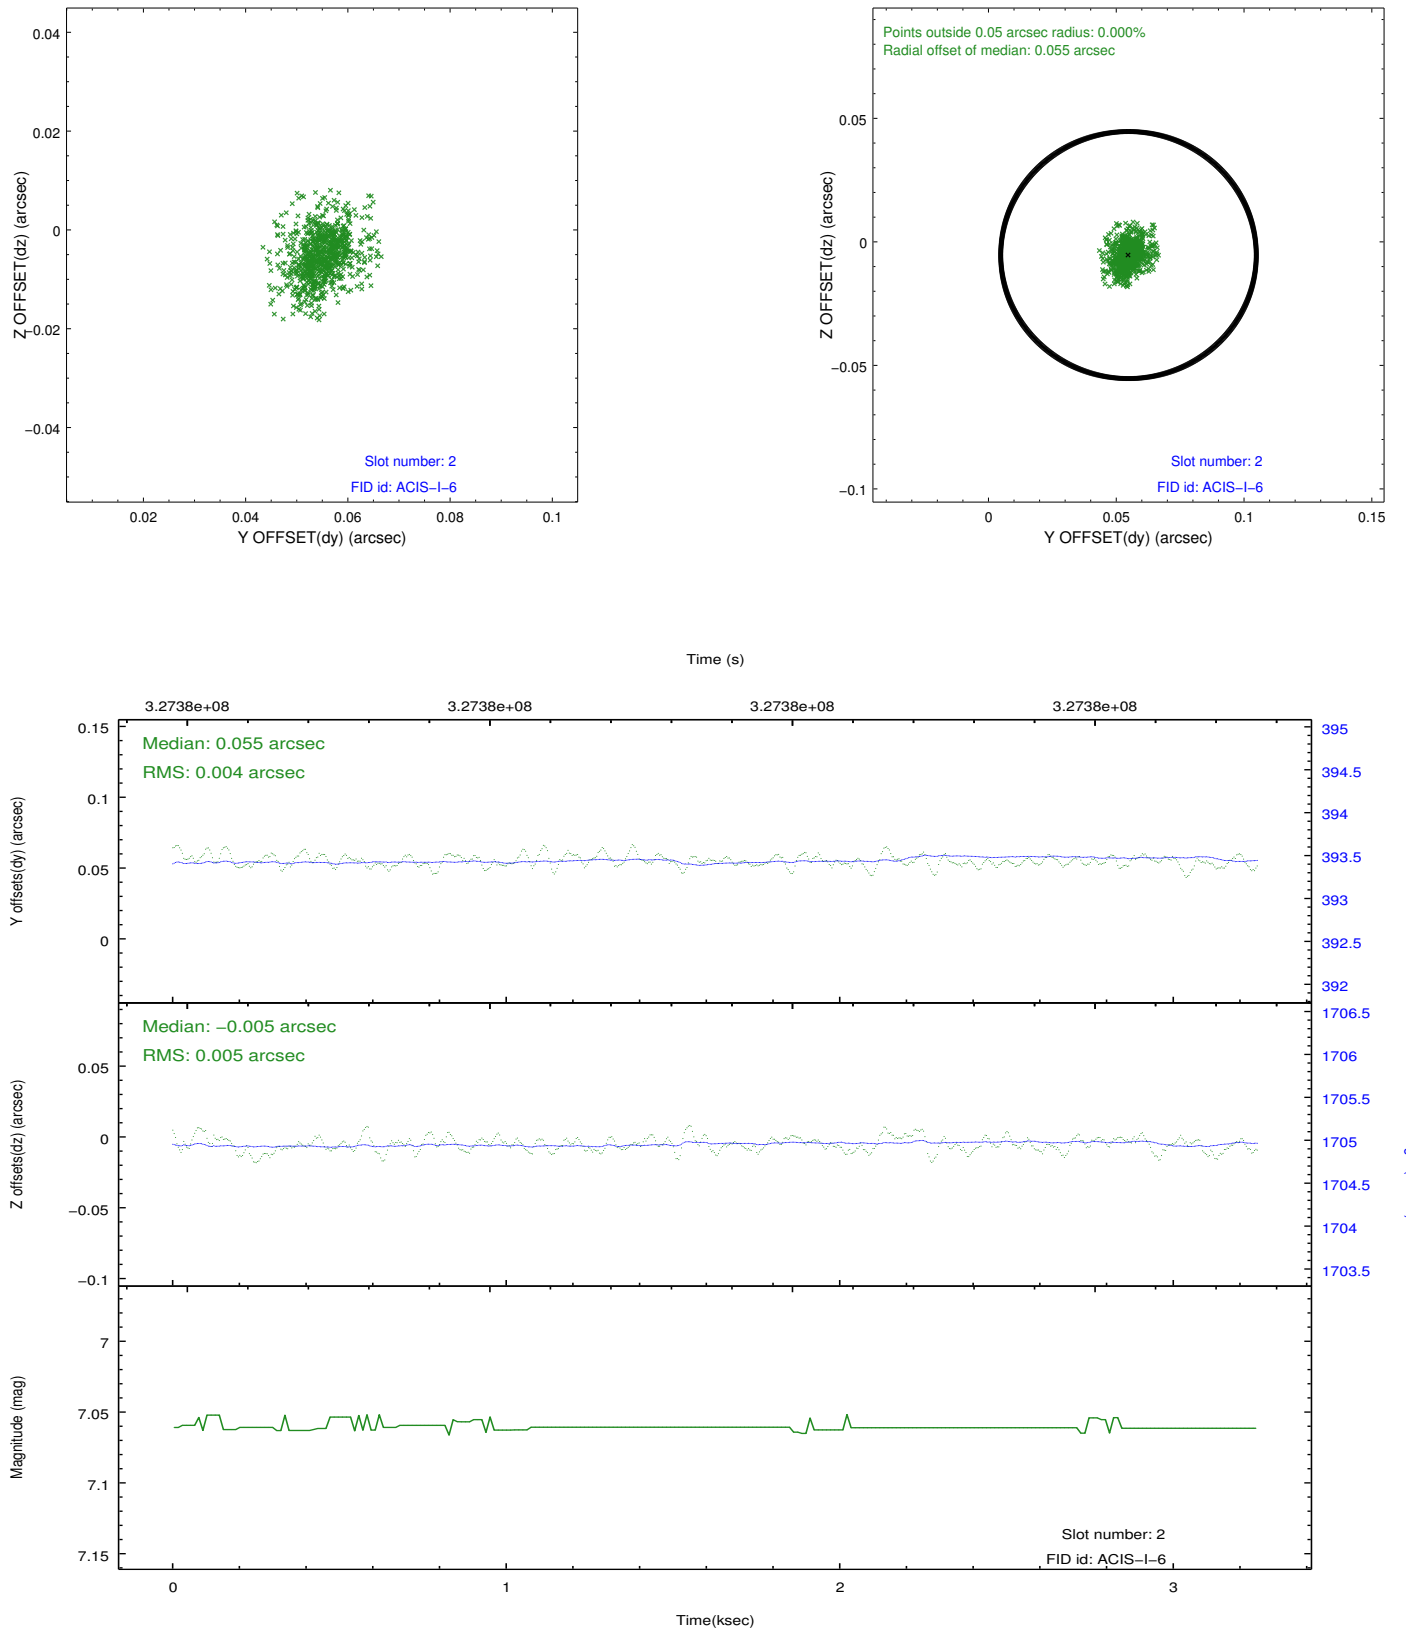 0.04
0.02
0
−0.02
−0.04
Z OFFSET(dz) (arcsec)
Slot number: 2
FID id: ACIS−I−6
0.02 0.04 0.06 0.08 0.1
Y OFFSET(dy) (arcsec)
Points outside 0.05 arcsec radius: 0.000%
Radial offset of median: 0.055 arcsec
0.05
0
−0.05
−0.1
Z OFFSET(dz) (arcsec)
Slot number: 2
FID id: ACIS−I−6
0 0.05 0.1 0.15
Y OFFSET(dy) (arcsec)
Time (s)
3.2738e+08 3.2738e+08 3.2738e+08 3.2738e+08
Median: 0.055 arcsec
RMS: 0.004 arcsec
0.15
0.1
0.05
0
Y offsets(dy) (arcsec)
395
394.5
394
393.5
393
392.5
392
Median: −0.005 arcsec
RMS: 0.005 arcsec
0.05
0
−0.05
−0.1
Z offsets(dz) (arcsec)
1706.5
1706
1705.5
1705
1704.5
1704
1703.5
7
7.05
7.1
7.15
Magnitude (mag)
Slot number: 2
FID id: ACIS−I−6
0 1 2 3
Time(ksec)